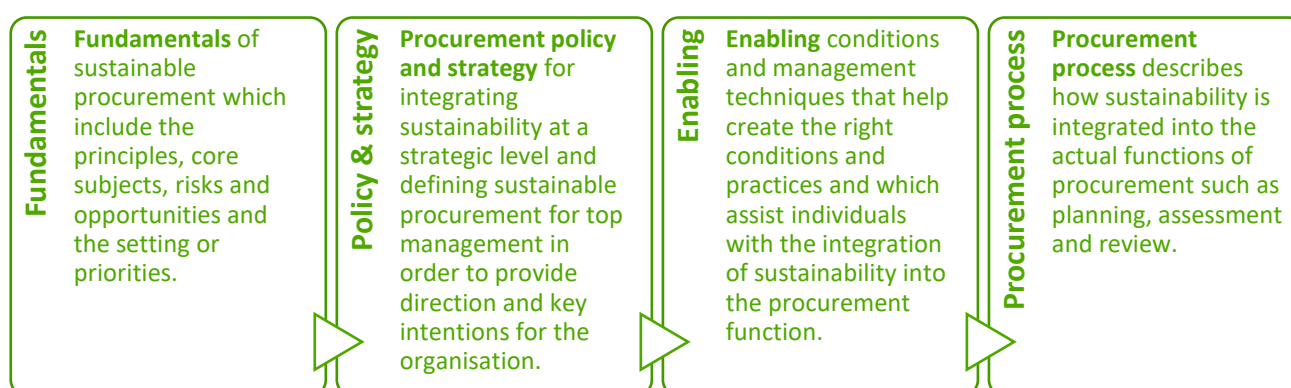 Fundamentals
Fundamentals of
sustainable
procurement which
include the
principles, core
subjects, risks and
opportunities and
the setting or
priorities.
Policy & strategy
Procurement policy
and strategy for
integrating
sustainability at a
strategic level and
defining sustainable
procurement for top
management in
order to provide
direction and key
intentions for the
organisation.
Enabling
Enabling conditions
and management
techniques that help
create the right
conditions and
practices and which
assist individuals
with the integration
of sustainability into
the procurement
function.
Procurement process
Procurement
process describes
how sustainability is
integrated into the
actual functions of
procurement such as
planning, assessment
and review.